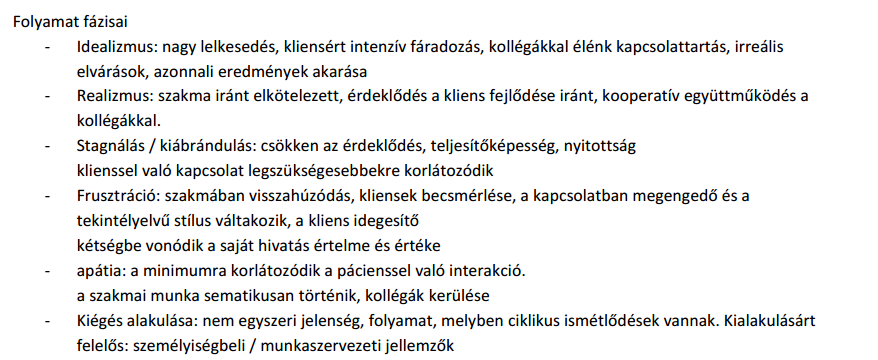 Folyamat fázisai
- Idealizmus: nagy lelkesedés, kliensért intenzív fáradozás, kollégákkal élénk kapcsolattartás, irreális
elvárások, azonnali eredmények akarása
- Realizmus: szakma iránt elkötelezett, érdeklődés a kliens fejlődése iránt, kooperatív együttműködés a
kollégákkal.
- Stagnálás / kiábrándulás: csökken az érdeklődés, teljesítőképesség, nyitottság
klienssel való kapcsolat legszükségesebbekre korlátozódik
- Frusztráció: szakmában visszahúzódás, kliensek becsmérlése, a kapcsolatban megengedő és a
tekintélyelvű stílus váltakozik, a kliens idegesítő
kétségbe vonódik a saját hivatás értelme és értéke
- apátia: a minimumra korlátozódik a pácienssel való interakció.
a szakmai munka sematikusan történik, kollégák kerülése
- Kiégés alakulása: nem egyszeri jelenség, folyamat, melyben ciklikus ismétlődések vannak. Kialakulásárt
felelős: személyiségbeli / munkaszervezeti jellemzők